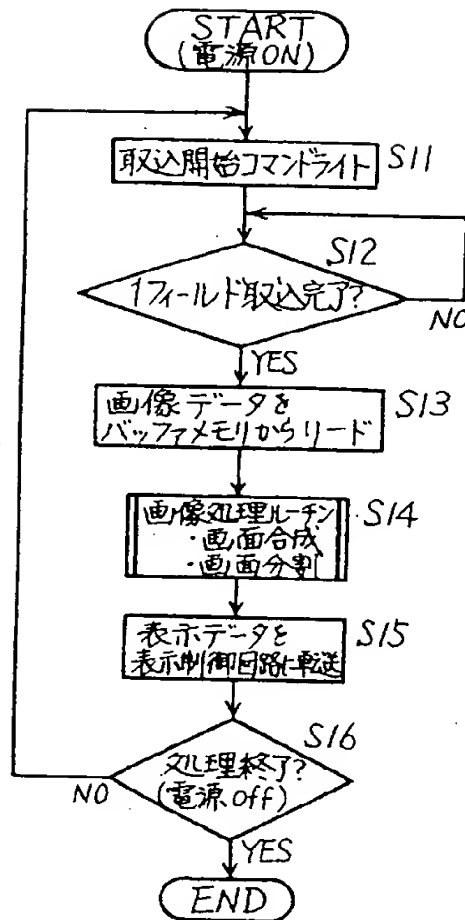 START
(電源ON)
取込開始コマンドライト
S11
S12
1フィールド取込完了?
NO
YES
画像データを
バッファメモリからリード
S13
画像処理ルーチン
・画面合成
・画面分割
S14
表示データを
表示制御回路に転送
S15
S16
処理終了?
(電源Off)
NO
YES
END